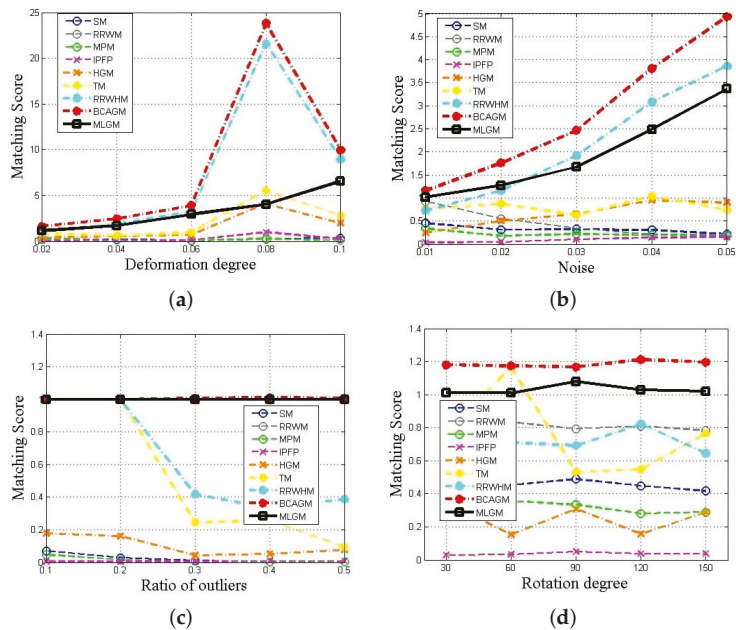 25
20
15
10
5
0
Matching Score
SM
RRWM
MPM
IPFP
HGM
TM
RRWHM
BCAGM
MLGM
0.02 0.04 0.06 0.08 0.1
Deformation degree
(a)
5
4.5
4
3.5
3
2.5
2
1.5
1
0.5
0
Matching Score
SM
RRWM
MPM
IPFP
HGM
TM
RRWHM
BCAGM
MLGM
0.01 0.02 0.03 0.04 0.05
Noise
(b)
1.4
1.2
1
0.8
0.6
0.4
0.2
0
Matching Score
SM
RRWM
MPM
IPFP
HGM
TM
RRWHM
BCAGM
MLGM
0.1 0.2 0.3 0.4 0.5
Ratio of outliers
(c)
1.4
1.2
1
0.8
0.6
0.4
0.2
0
Matching Score
SM
RRWM
MPM
IPFP
HGM
TM
RRWHM
BCAGM
MLGM
30 60 90 120 150
Rotation degree
(d)